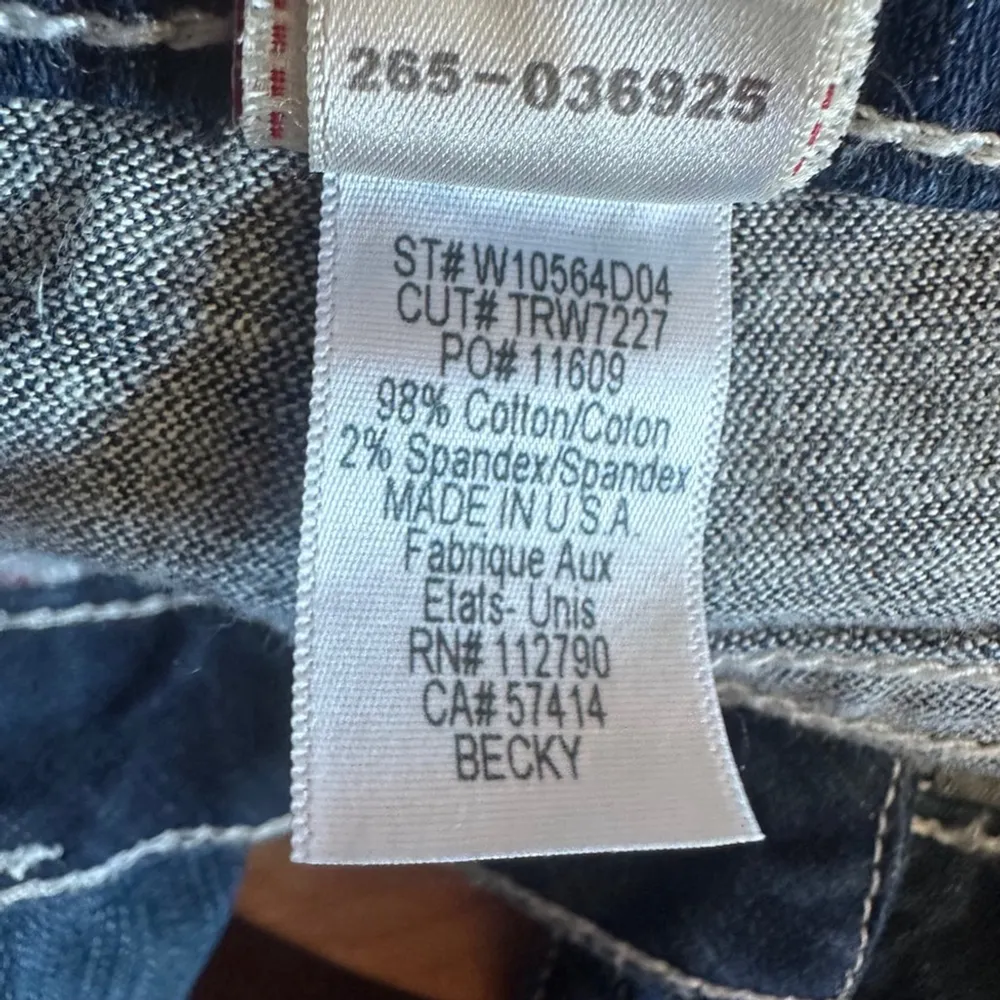 265-036925
ST# W10564D04
CUT# TRW7227
PO# 11609
98% Cotton/Coton
2% Spandex/Spandex
MADE IN U S A.
Fabrique Aux
Etats- Unis
RN# 112790
CA# 57414
BECKY